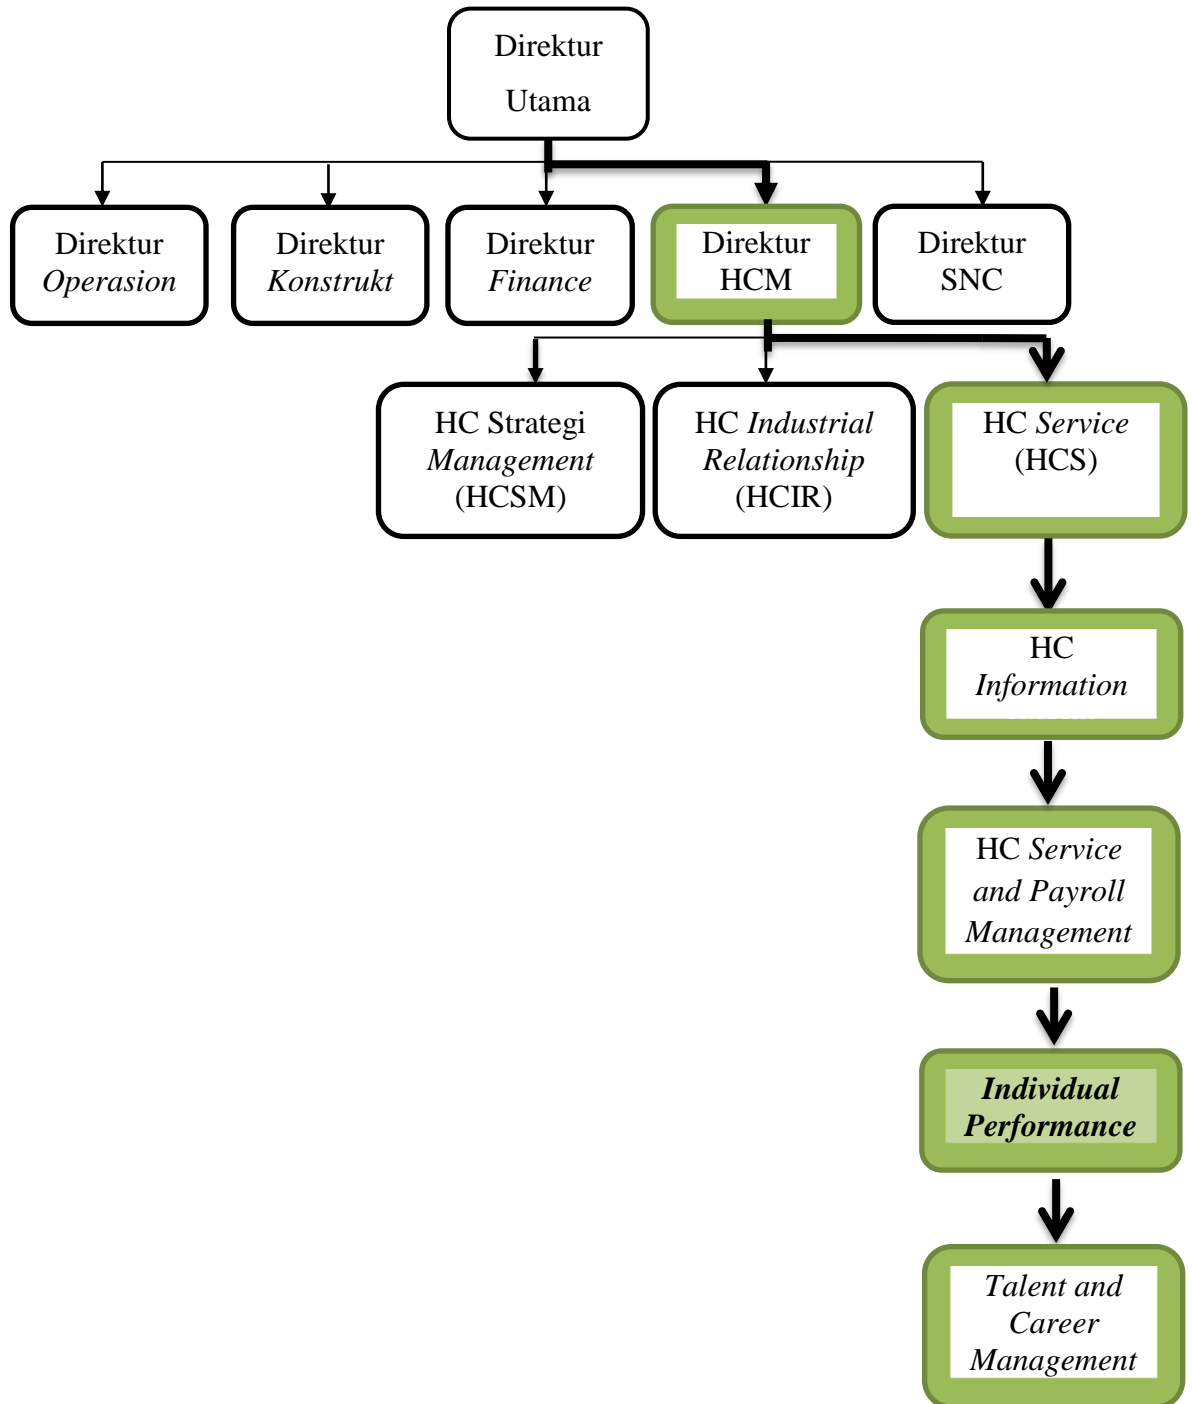 Direktur
Utama
Direktur
Operasion
Direktur
Konstrukt
Direktur
Finance
Direktur
HCM
Direktur
SNC
HC Strategi
Management
(HCSM)
HC Industrial
Relationship
(HCIR)
HC Service
(HCS)
HC
Information
HC Service
and Payroll
Management
Individual
Performance
Talent and
Career
Management